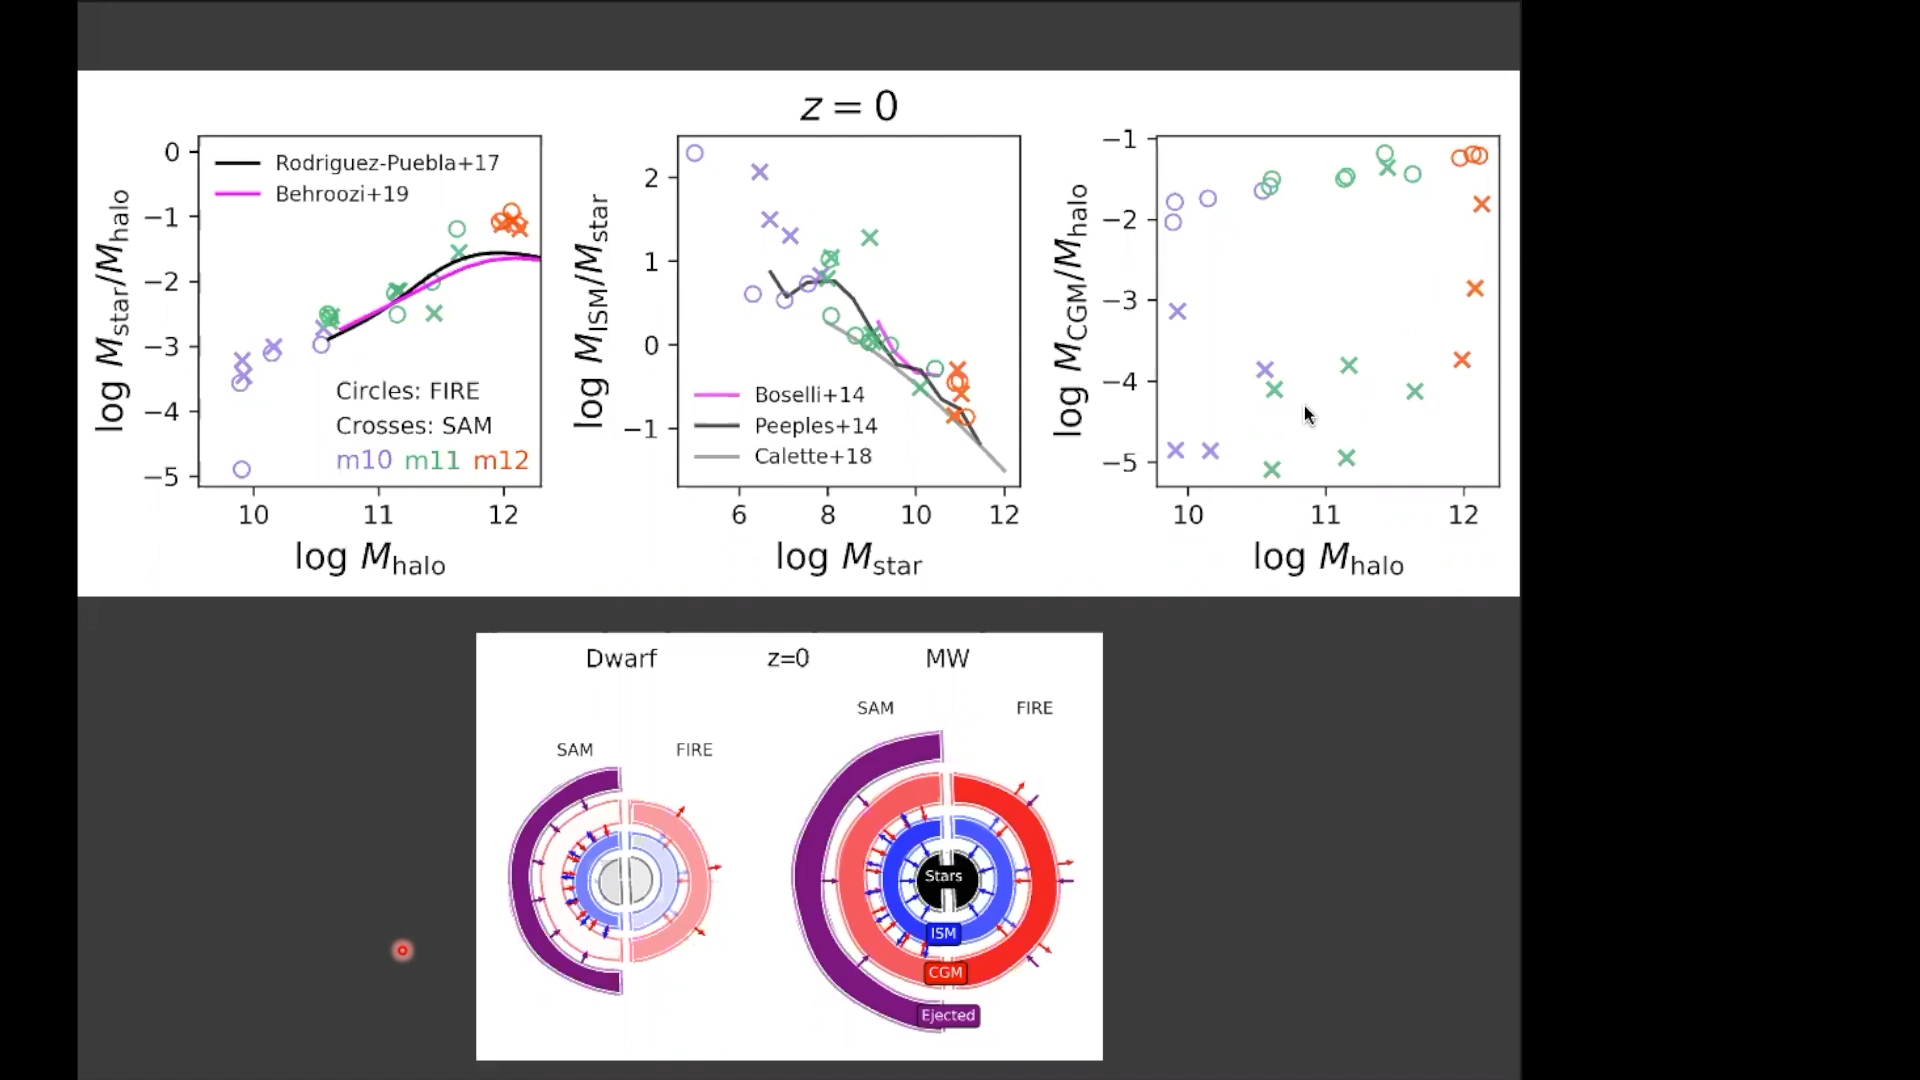 z = 0
0
−1
−2
−3
−4
−5
log Mstar/Mhalo
Rodriguez-Puebla+17
Behroozi+19
Circles: FIRE
Crosses: SAM
m10 m11 m12
10 11 12
log Mhalo
2
1
0
−1
log MISM/Mstar
Boselli+14
Peeples+14
Calette+18
6 8 10 12
log Mstar
−1
−2
−3
−4
−5
log MCGM/Mhalo
10 11 12
log Mhalo
Dwarf z=0 MW
SAM FIRE
SAM FIRE
Stars
ISM
CGM
Ejected